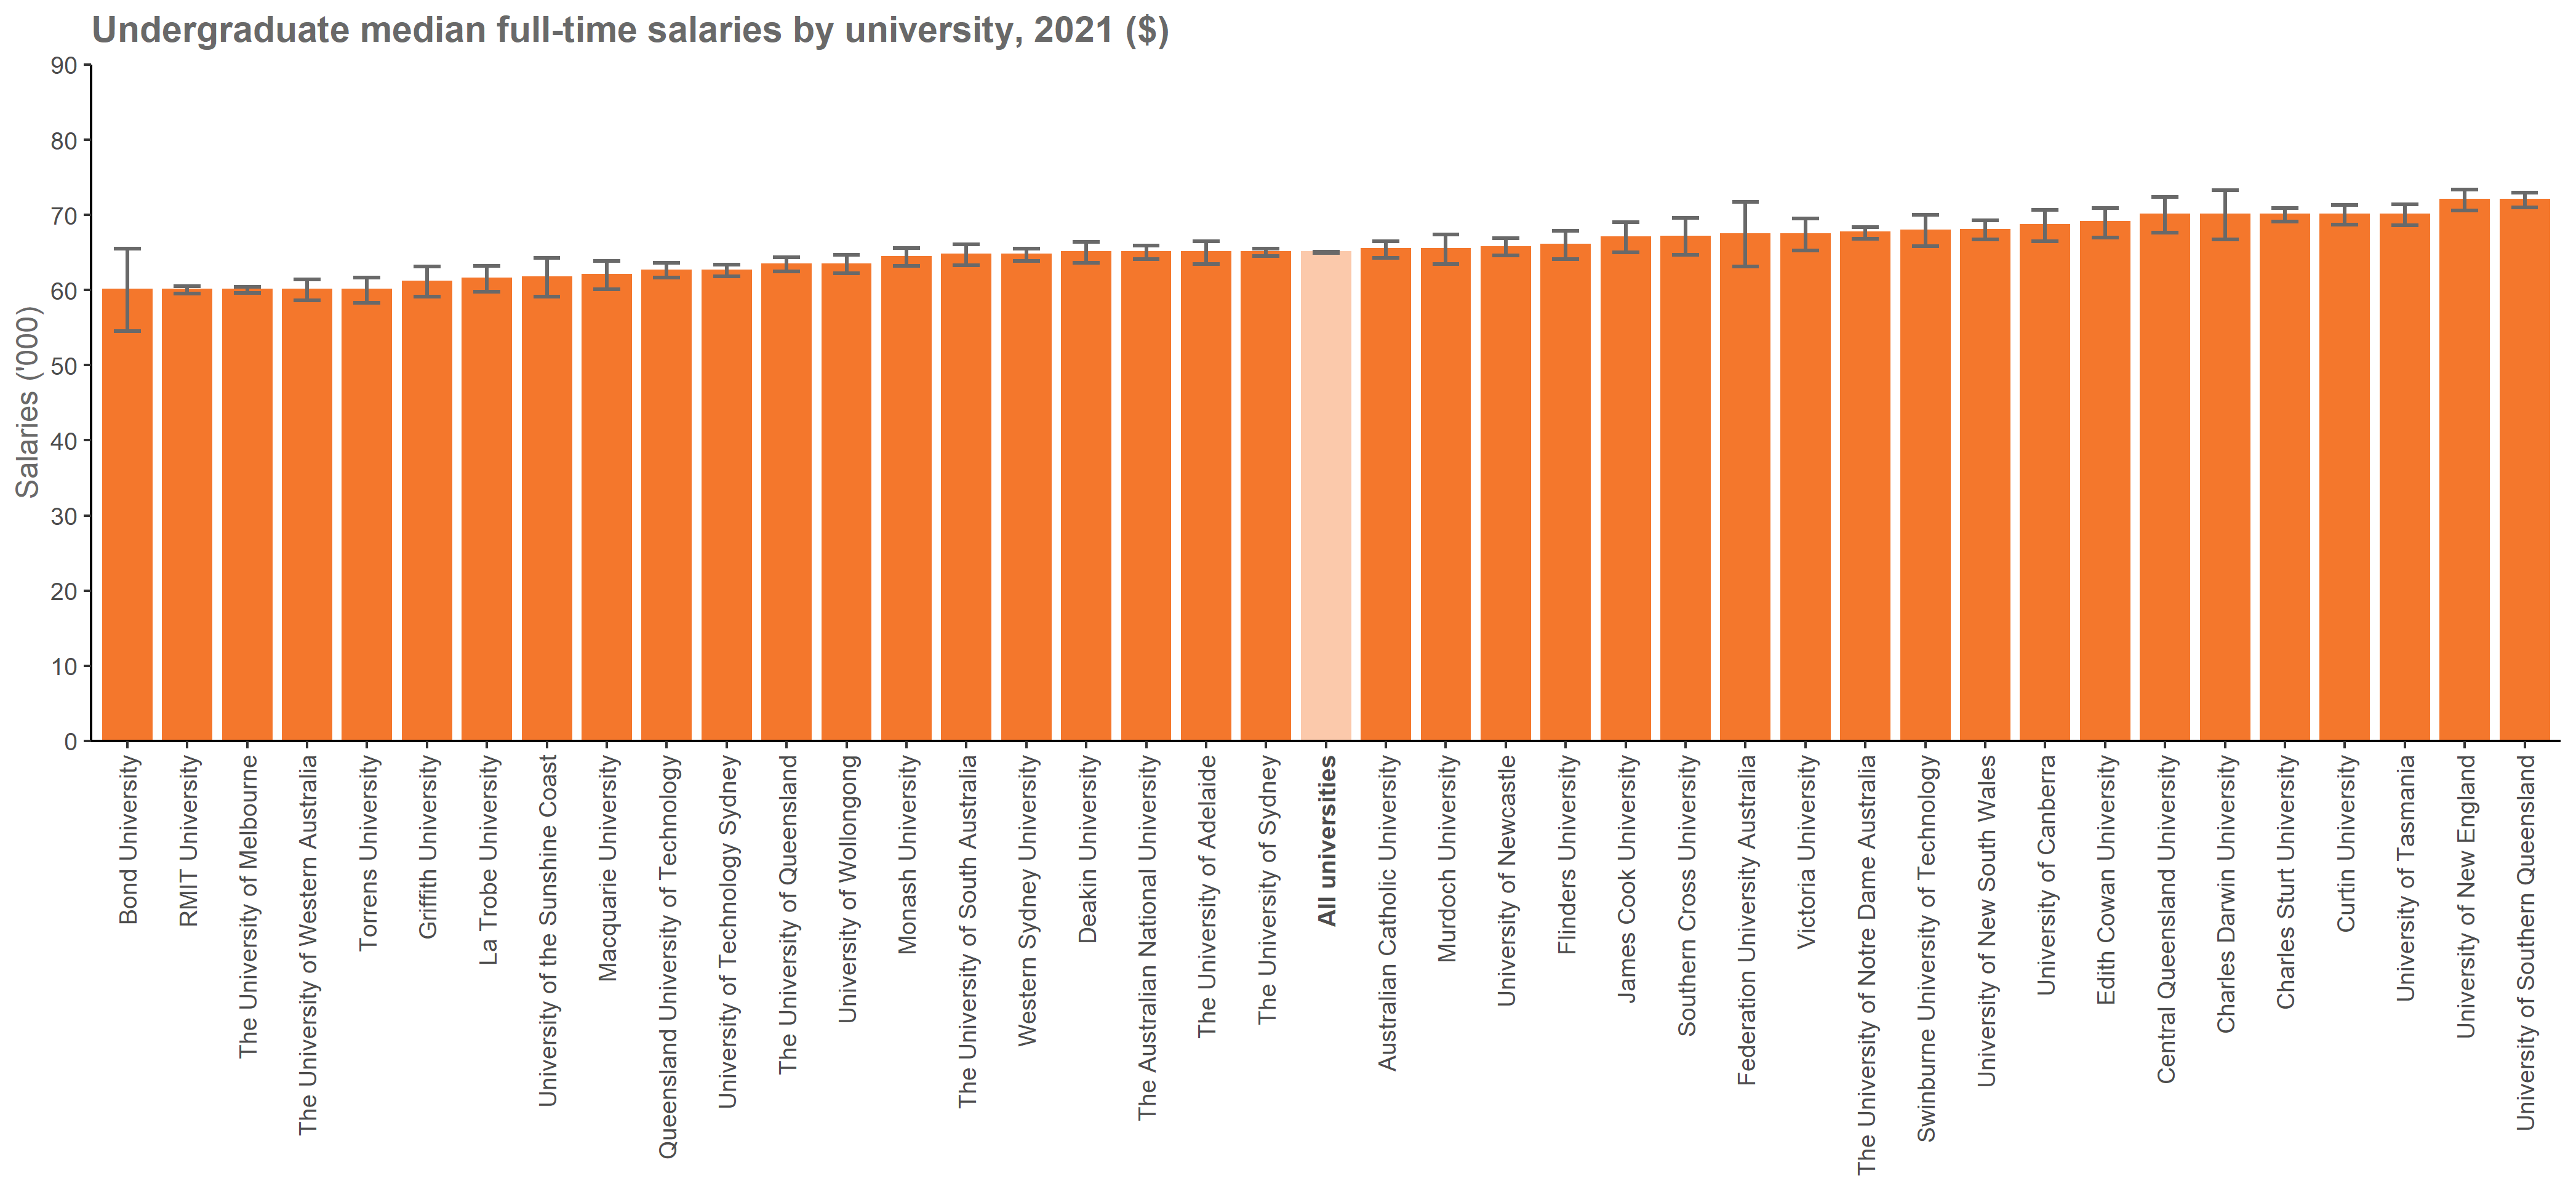 Undergraduate median full-time salaries by university, 2021 ($)
Salaries ('000)
90
80
70
60
50
40
30
20
10
0
Bond University
RMIT University
The University of Melbourne
The University of Western Australia
Torrens University
Griffith University
La Trobe University
University of the Sunshine Coast
Macquarie University
Queensland University of Technology
University of Technology Sydney
The University of Queensland
University of Wollongong
Monash University
The University of South Australia
Western Sydney University
Deakin University
The Australian National University
The University of Adelaide
The University of Sydney
All universities
Australian Catholic University
Murdoch University
University of Newcastle
Flinders University
James Cook University
Southern Cross University
Federation University Australia
Victoria University
The University of Notre Dame Australia
Swinburne University of Technology
University of New South Wales
University of Canberra
Edith Cowan University
Central Queensland University
Charles Darwin University
Charles Sturt University
Curtin University
University of Tasmania
University of New England
University of Southern Queensland